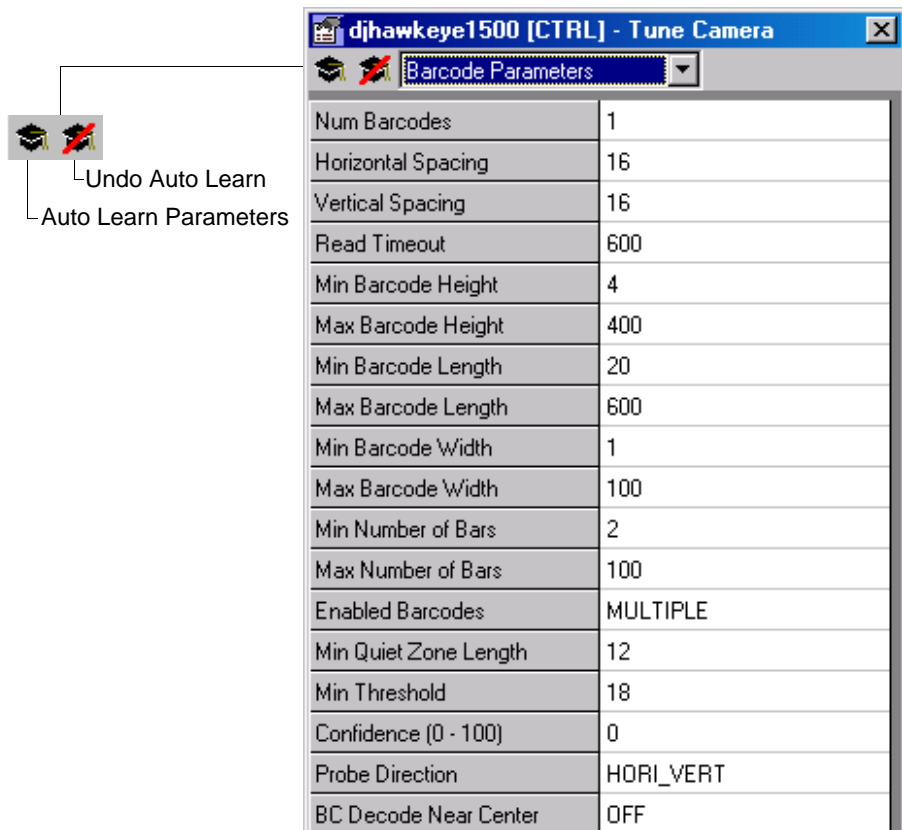 djhawkeye1500 [CTRL] - Tune Camera
Barcode Parameters
Undo Auto Learn
Auto Learn Parameters
Num Barcodes 1
Horizontal Spacing 16
Vertical Spacing 16
Read Timeout 600
Min Barcode Height 4
Max Barcode Height 400
Min Barcode Length 20
Max Barcode Length 600
Min Barcode Width 1
Max Barcode Width 100
Min Number of Bars 2
Max Number of Bars 100
Enabled Barcodes MULTIPLE
Min Quiet Zone Length 12
Min Threshold 18
Confidence (0 - 100) 0
Probe Direction HORI_VERT
BC Decode Near Center OFF